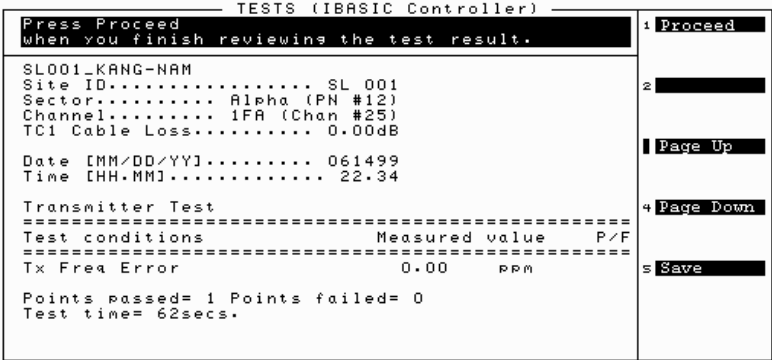 TESTS (IBASIC Controller)
Press Proceed
when you finish reviewing the test result.
SL001_KANG-NAM
Site ID.................. SL 001
Sector.......... Alpha (PN #12)
Channel......... 1FA (Chan #25)
TC1 Cable Loss.......... 0.00dB
Date [MM/DD/YY]......... 061499
Time [HH.MM]............. 22.34
Transmitter Test
==================================================
Test conditions Measured value P/F
==================================================
Tx Freq Error 0.00 ppm
Points passed= 1 Points failed= 0
Test time= 62secs.
1 Proceed
2
Page Up
4 Page Down
5 Save